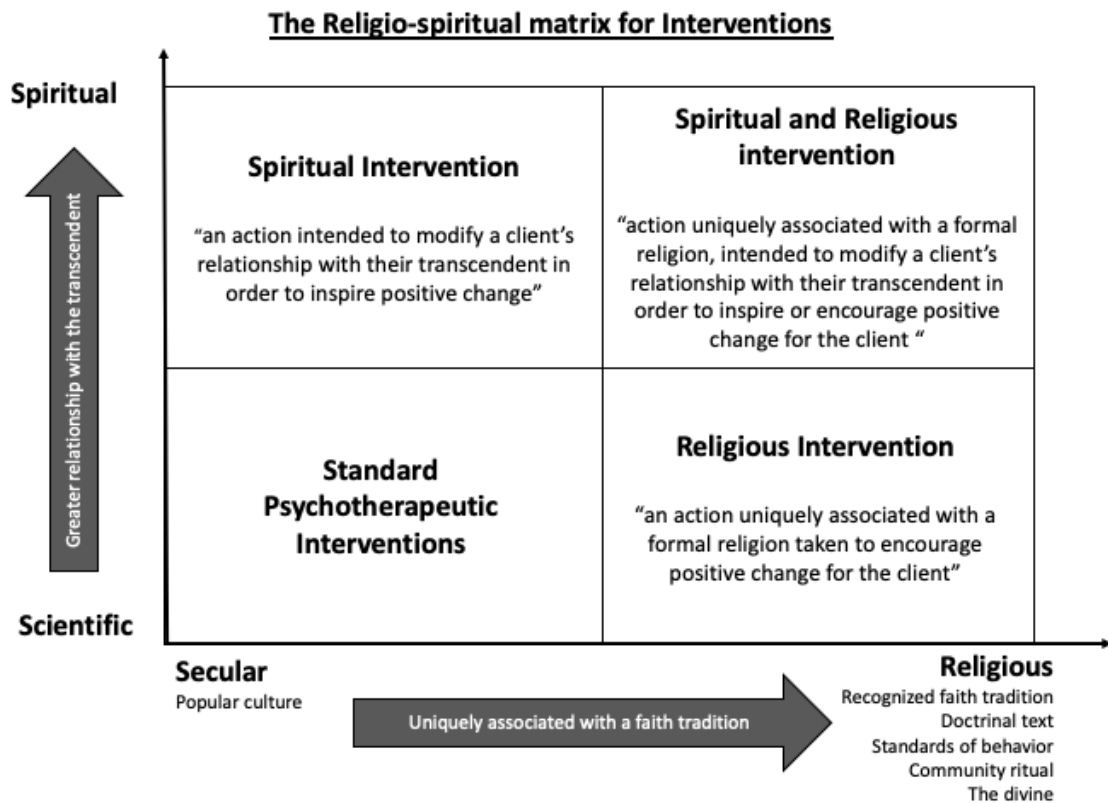 The Religio-spiritual matrix for Interventions
Spiritual
Greater relationship with the transcendent
Scientific
Spiritual Intervention
“an action intended to modify a client’s
relationship with their transcendent in
order to inspire positive change”
Spiritual and Religious
intervention
“action uniquely associated with a formal
religion, intended to modify a client’s
relationship with their transcendent in
order to inspire or encourage positive
change for the client “
Standard
Psychotherapeutic
Interventions
Religious Intervention
“an action uniquely associated with a
formal religion taken to encourage
positive change for the client”
Secular
Popular culture
Uniquely associated with a faith tradition
Religious
Recognized faith tradition
Doctrinal text
Standards of behavior
Community ritual
The divine